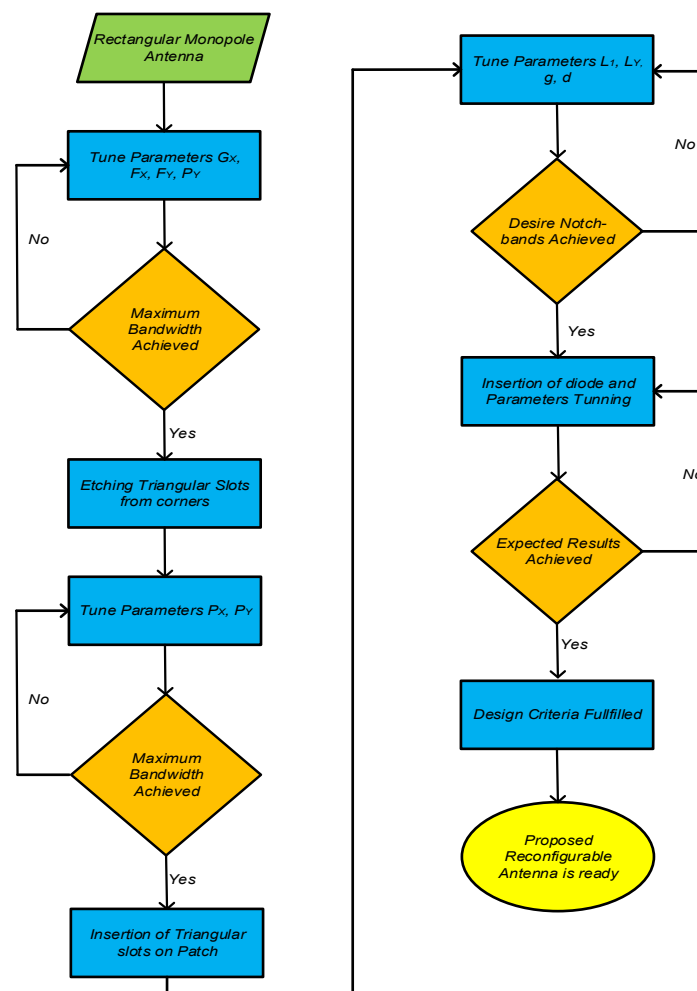 Rectangular Monopole
Antenna
Tune Parameters GX,
FX, FY, PY
No
Maximum
Bandwidth
Achieved
Yes
Etching Triangular Slots
from corners
Tune Parameters PX, PY
No
Maximum
Bandwidth
Achieved
Yes
Insertion of Triangular
slots on Patch
Tune Parameters L1, LY,
g, d
No
Desire Notch-
bands Achieved
Yes
Insertion of diode and
Parameters Tunning
No
Expected Results
Achieved
Yes
Design Criteria Fullfilled
Proposed
Reconfigurable
Antenna is ready